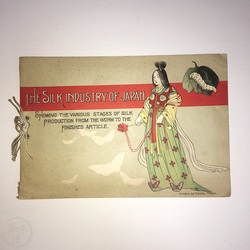 THE SILK INDUSTRY OF JAPAN
SHOWING THE VARIOUS STAGES OF SILK
PRODUCTION FROM THE WORM TO THE
FINISHED ARTICLE.